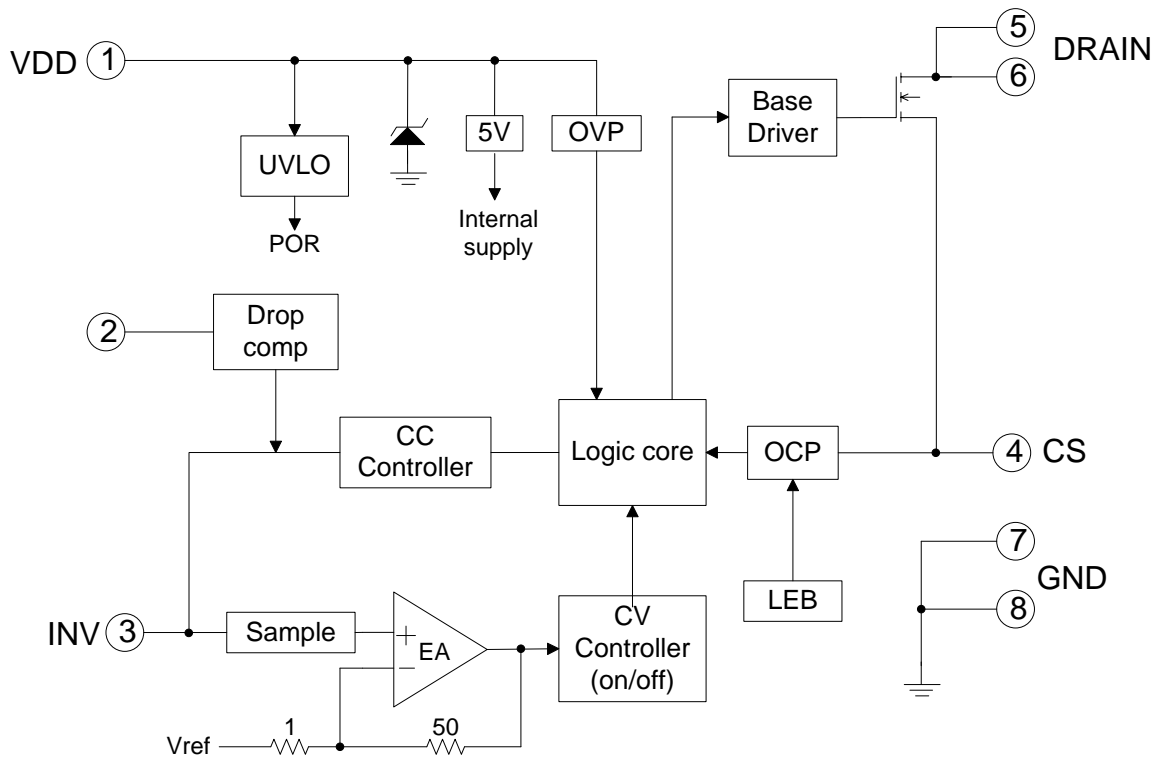 VDD 1
5
DRAIN
6
UVLO
POR
5V
Internal
supply
OVP
Base
Driver
2
Drop
comp
CC
Controller
Logic core
OCP
4 CS
LEB
7
GND
8
INV 3
Sample
+
EA
−
CV
Controller
(on/off)
Vref
1
50